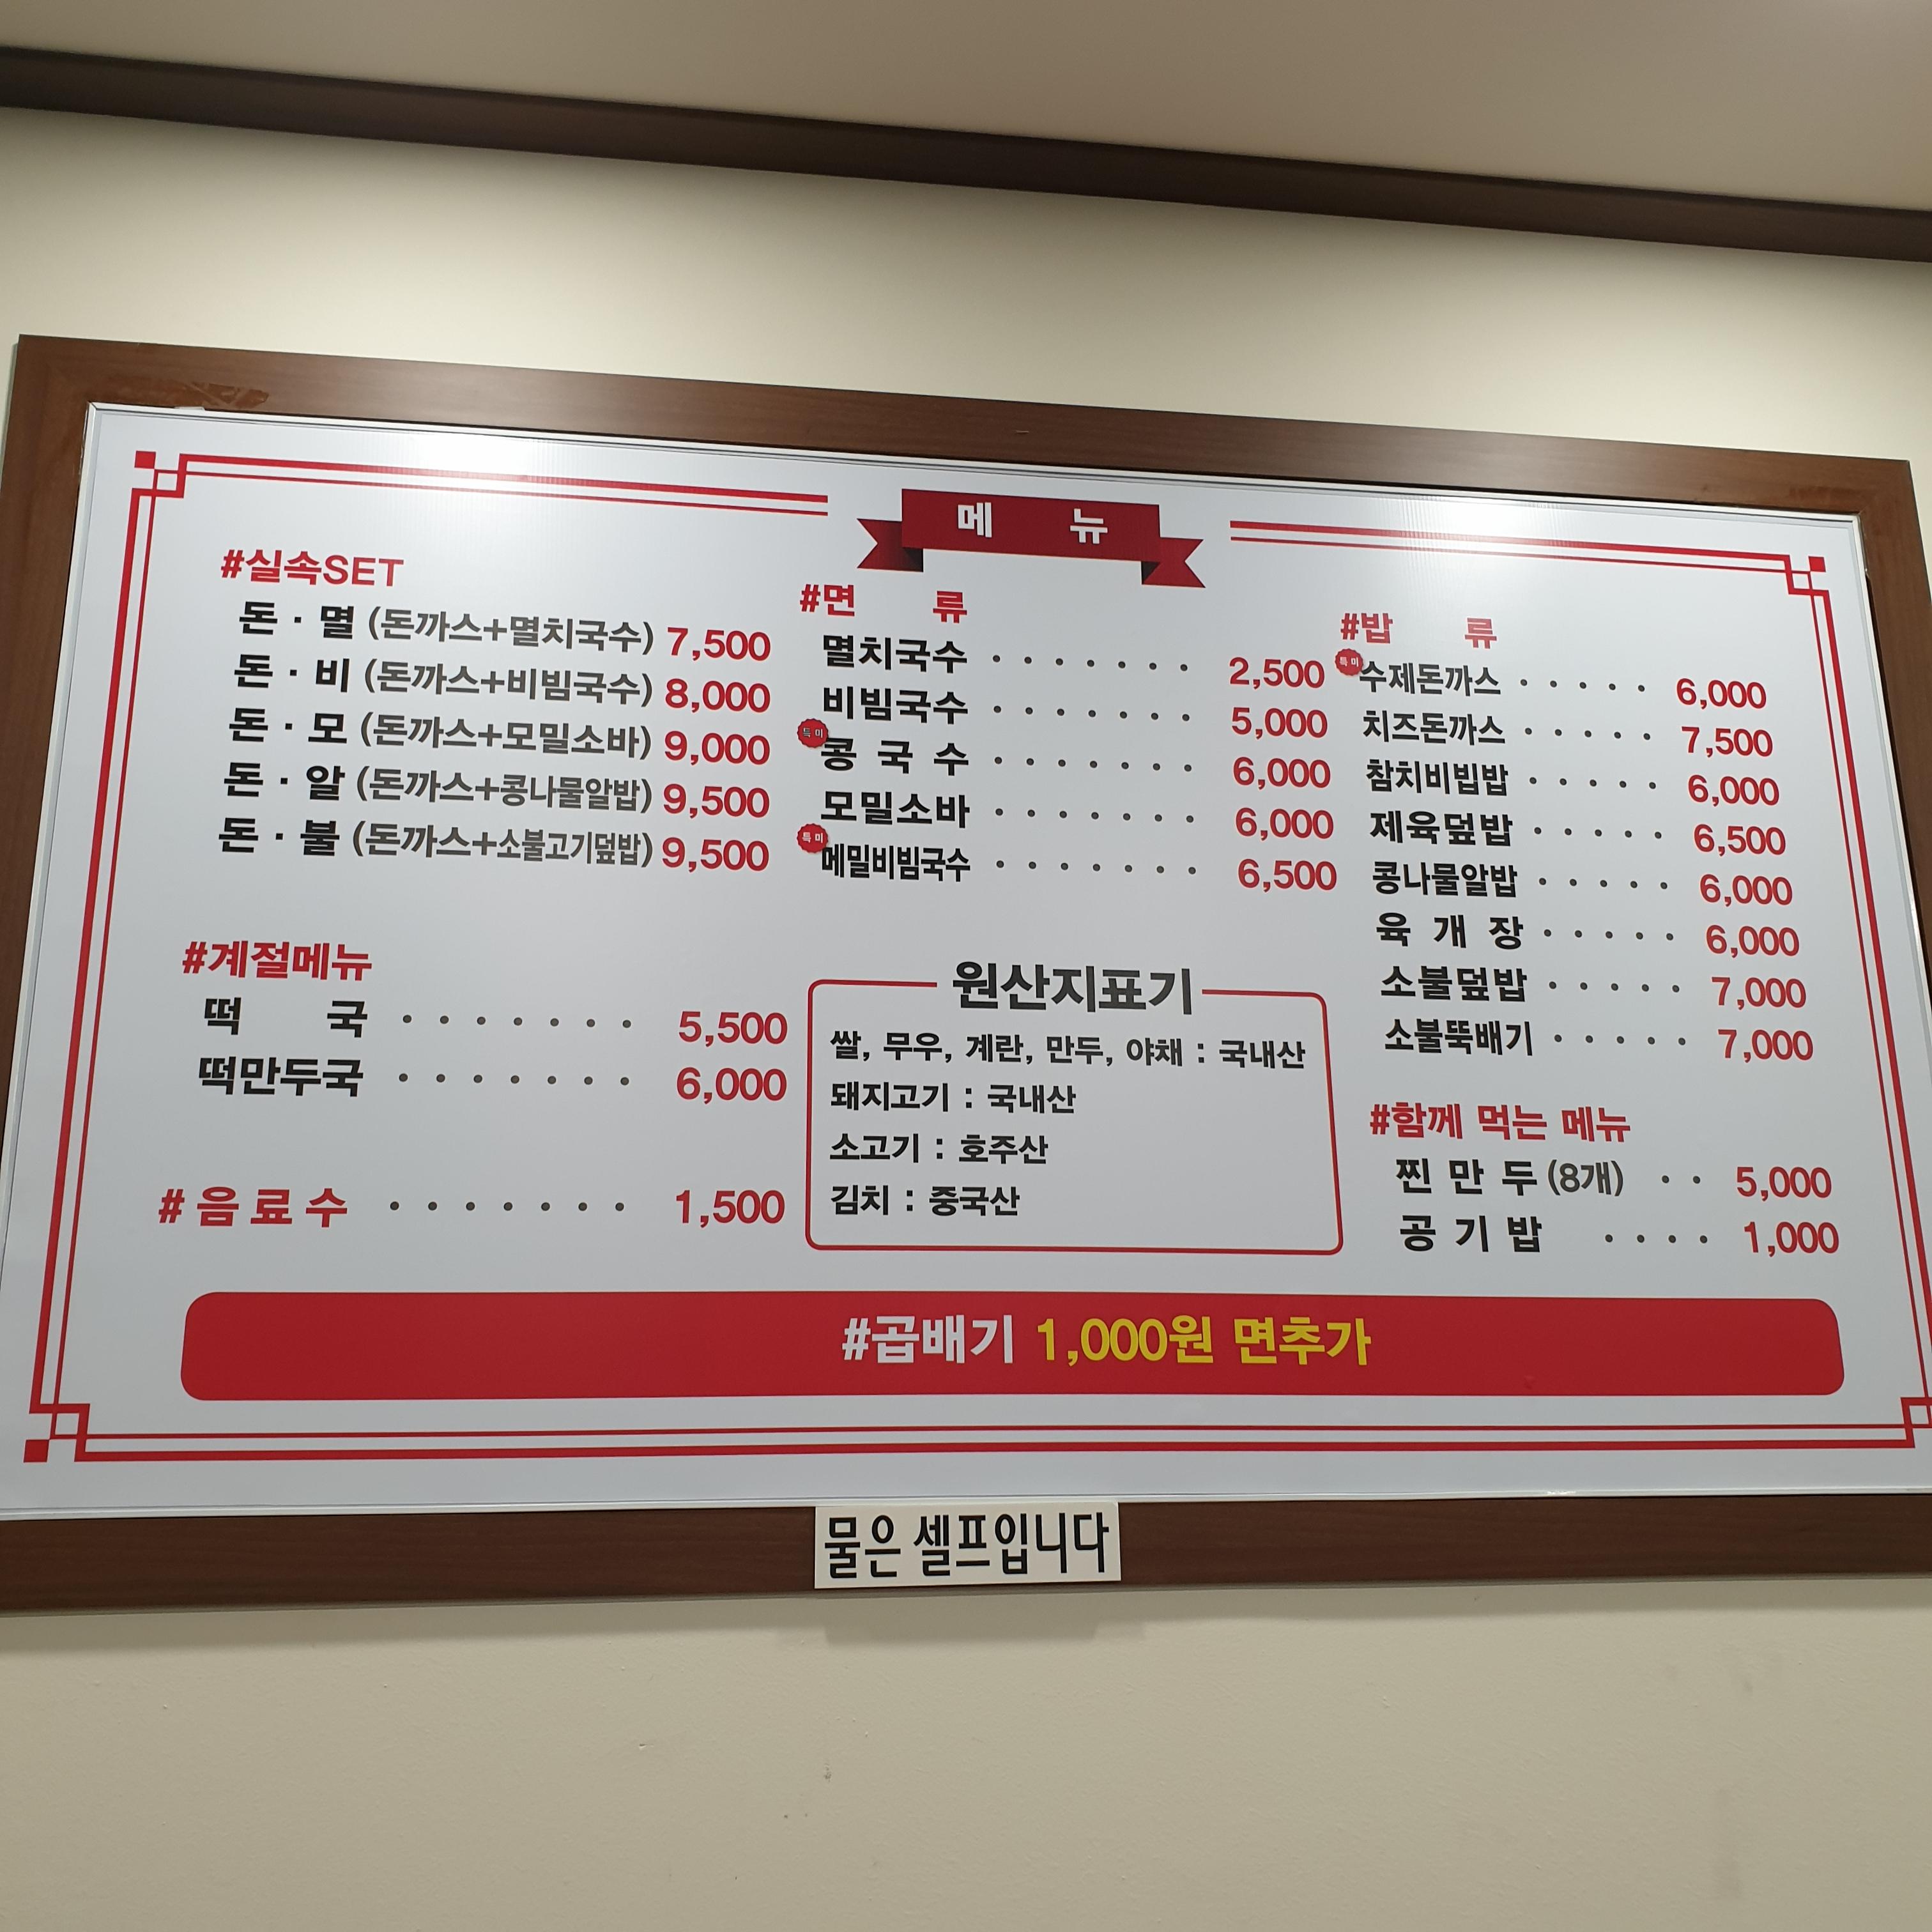 메 뉴
#실속SET
돈 · 멸 (돈까스+멸치국수) 7,500
돈 · 비 (돈까스+비빔국수) 8,000
돈 · 모 (돈까스+모밀소바) 9,000
돈 · 알 (돈까스+콩나물알밥) 9,500
돈 · 불 (돈까스+소불고기덮밥) 9,500
#계절메뉴
떡 국 · · · · · · · 5,500
떡만두국 · · · · · · · 6,000
#음료수 · · · · · · · 1,500
#면 류
멸치국수 · · · · · · · 2,500
비빔국수 · · · · · · · 5,000
특미 콩 국 수 · · · · · · · 6,000
모밀소바 · · · · · · · 6,000
특미 메밀비빔국수 · · · · · · · 6,500
원산지표기
쌀, 무우, 계란, 만두, 야채 : 국내산
돼지고기 : 국내산
소고기 : 호주산
김치 : 중국산
#밥 류
특미 수제돈까스 · · · · · 6,000
치즈돈까스 · · · · · 7,500
참치비빕밥 · · · · · 6,000
제육덮밥 · · · · · 6,500
콩나물알밥 · · · · · 6,000
육 개 장 · · · · · 6,000
소불덮밥 · · · · · 7,000
소불뚝배기 · · · · · 7,000
#함께 먹는 메뉴
찐 만 두 (8개) · · 5,000
공 기 밥 · · · · 1,000
#곱배기 1,000원 면추가
물은 셀프입니다